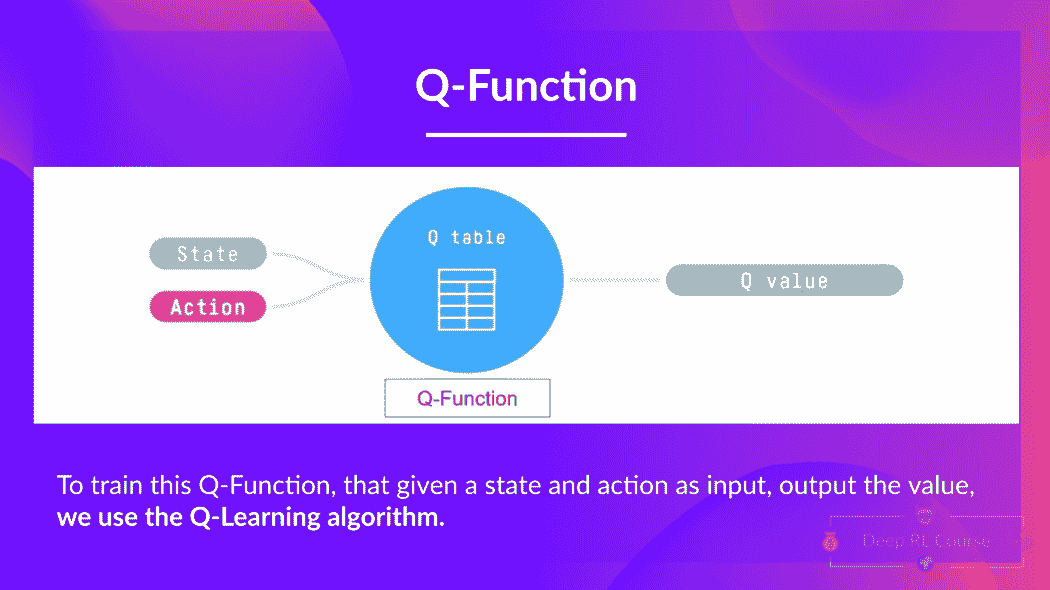 Q-Function
State
Action
Q table
Q value
Q-Function
To train this Q-Function, that given a state and action as input, output the value,
we use the Q-Learning algorithm.
Deep RL Course